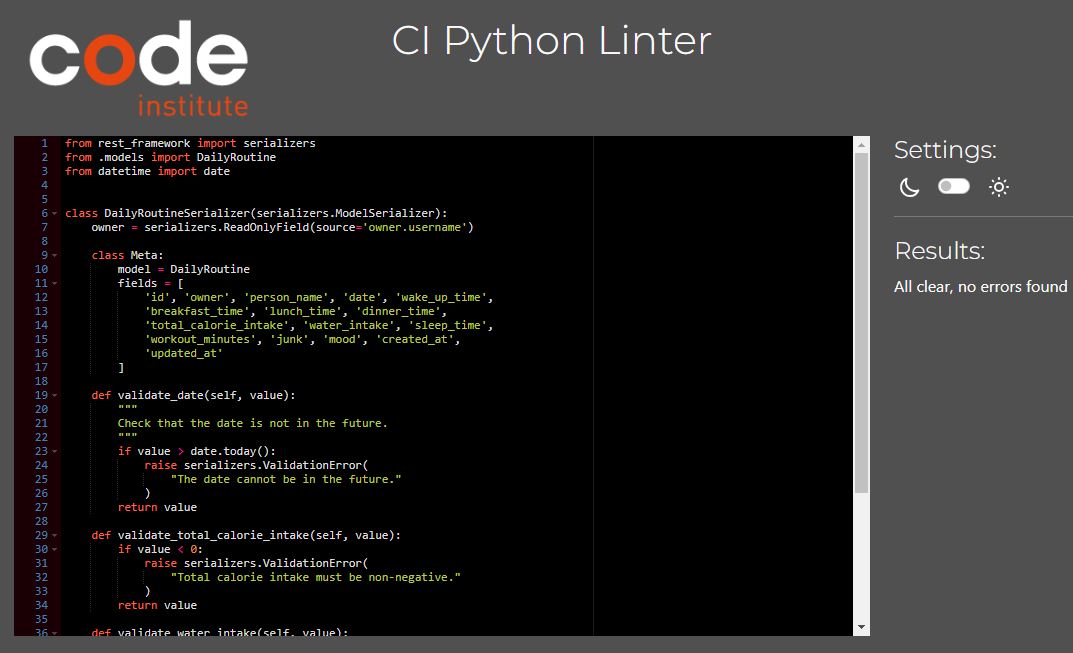 code
institute
CI Python Linter
1 from rest_framework import serializers
2 from .models import DailyRoutine
3 from datetime import date
4
5
6 class DailyRoutineSerializer(serializers.ModelSerializer):
7     owner = serializers.ReadOnlyField(source='owner.username')
8
9     class Meta:
10         model = DailyRoutine
11         fields = [
12             'id', 'owner', 'person_name', 'date', 'wake_up_time',
13             'breakfast_time', 'lunch_time', 'dinner_time',
14             'total_calorie_intake', 'water_intake', 'sleep_time',
15             'workout_minutes', 'junk', 'mood', 'created_at',
16             'updated_at'
17         ]
18
19     def validate_date(self, value):
20         """
21         Check that the date is not in the future.
22         """
23         if value > date.today():
24             raise serializers.ValidationError(
25                 "The date cannot be in the future."
26             )
27         return value
28
29     def validate_total_calorie_intake(self, value):
30         if value < 0:
31             raise serializers.ValidationError(
32                 "Total calorie intake must be non-negative."
33             )
34         return value
35
36     def validate_water_intake(self, value):
Settings:
Results:
All clear, no errors found